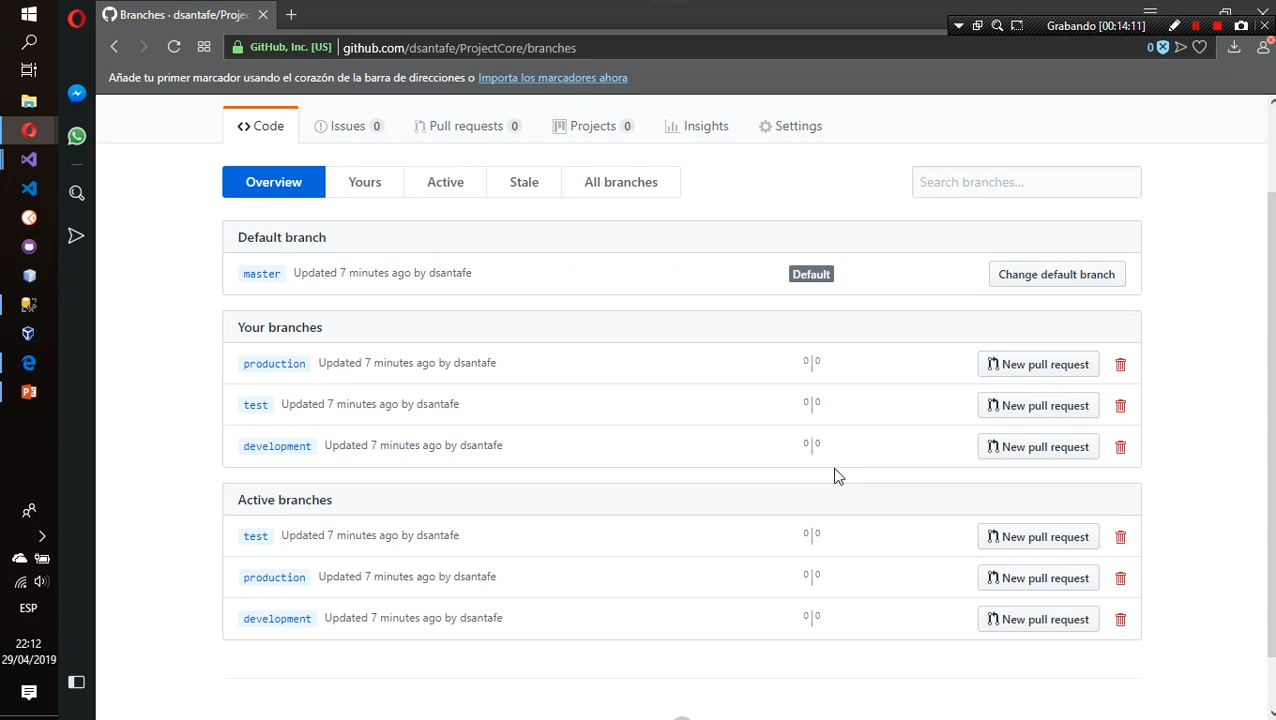 Branches · dsantafe/Projec
Grabando [00:14:11]
GitHub, Inc. [US]
github.com/dsantafe/ProjectCore/branches
0
Añade tu primer marcador usando el corazón de la barra de direcciones o Importa los marcadores ahora
Code
Issues 0
Pull requests 0
Projects 0
Insights
Settings
Overview
Yours
Active
Stale
All branches
Search branches...
Default branch
master Updated 7 minutes ago by dsantafe
Default
Change default branch
Your branches
production Updated 7 minutes ago by dsantafe
0|0
New pull request
test Updated 7 minutes ago by dsantafe
0|0
New pull request
development Updated 7 minutes ago by dsantafe
0|0
New pull request
Active branches
test Updated 7 minutes ago by dsantafe
0|0
New pull request
production Updated 7 minutes ago by dsantafe
0|0
New pull request
development Updated 7 minutes ago by dsantafe
0|0
New pull request
ESP
22:12
29/04/2019